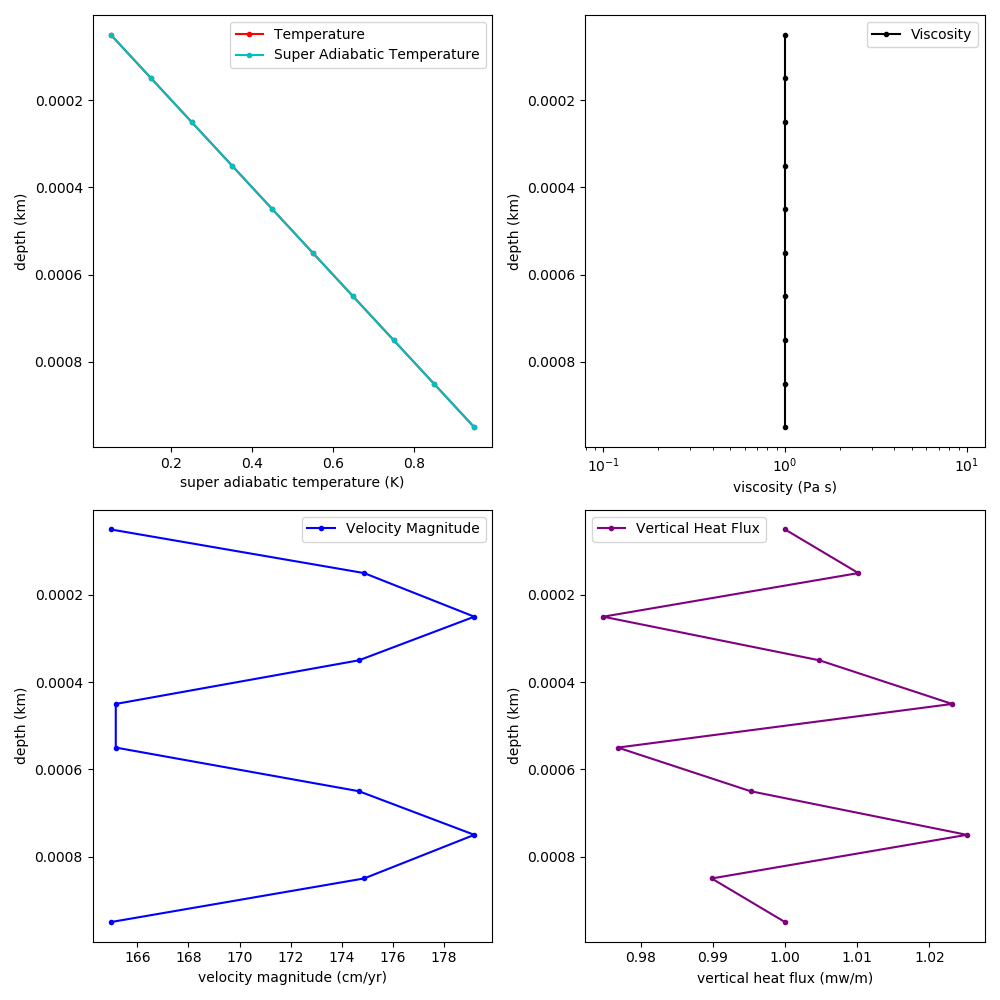 Temperature
Super Adiabatic Temperature
0.0002
0.0004
0.0006
0.0008
depth (km)
0.2 0.4 0.6 0.8
super adiabatic temperature (K)
Viscosity
0.0002
0.0004
0.0006
0.0008
depth (km)
10⁻¹ 10⁰ 10¹
viscosity (Pa s)
Velocity Magnitude
0.0002
0.0004
0.0006
0.0008
depth (km)
166 168 170 172 174 176 178
velocity magnitude (cm/yr)
Vertical Heat Flux
0.0002
0.0004
0.0006
0.0008
depth (km)
0.98 0.99 1.00 1.01 1.02
vertical heat flux (mw/m)